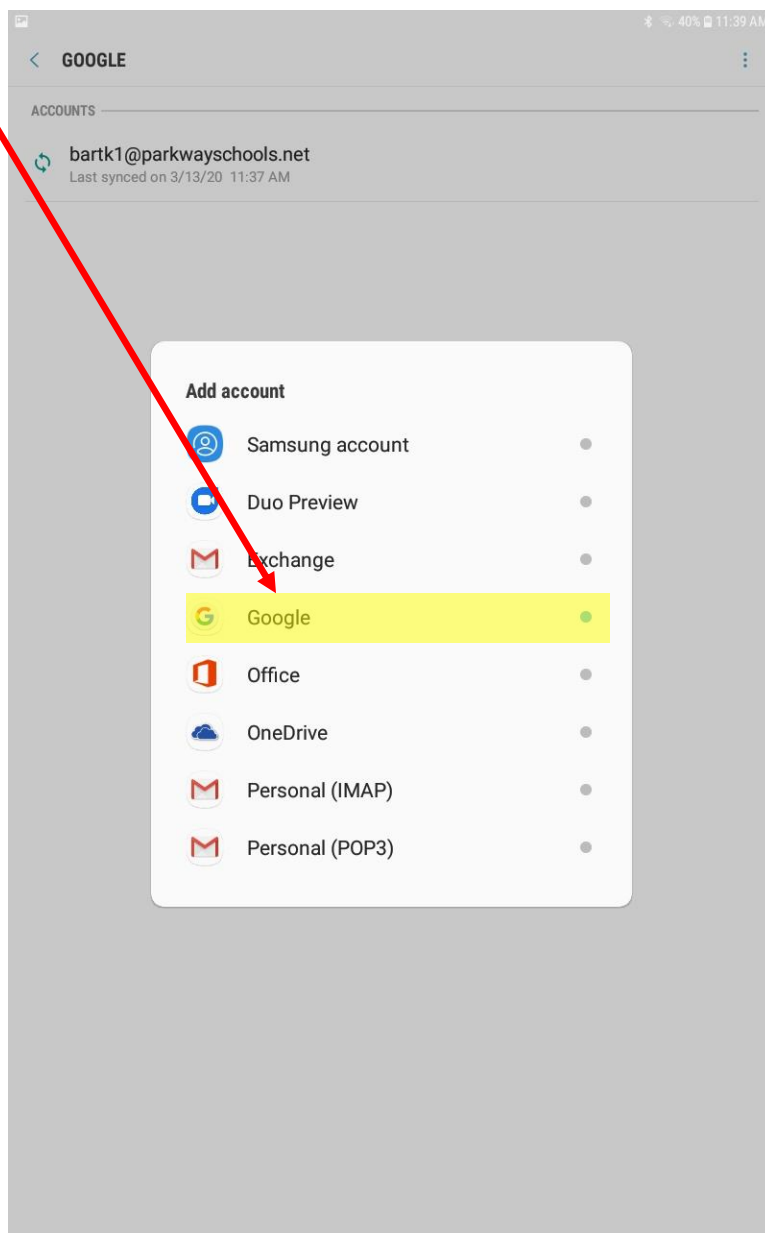 40% 11:39 AM
GOOGLE
ACCOUNTS
bartk1@parkwayschools.net
Last synced on 3/13/20 11:37 AM
Add account
Samsung account
Duo Preview
Exchange
Google
Office
OneDrive
Personal (IMAP)
Personal (POP3)